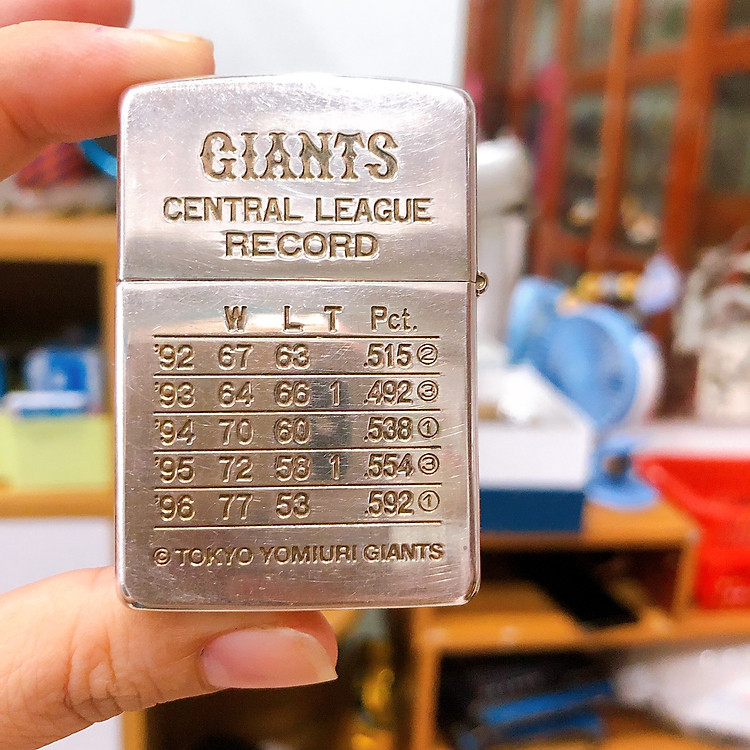 GIANTS
CENTRAL LEAGUE
RECORD
W L T Pct.
'92 67 63 .515 ②
'93 64 66 1 .492 ③
'94 70 60 .538 ①
'95 72 58 1 .554 ③
'96 77 53 .592 ①
© TOKYO YOMIURI GIANTS